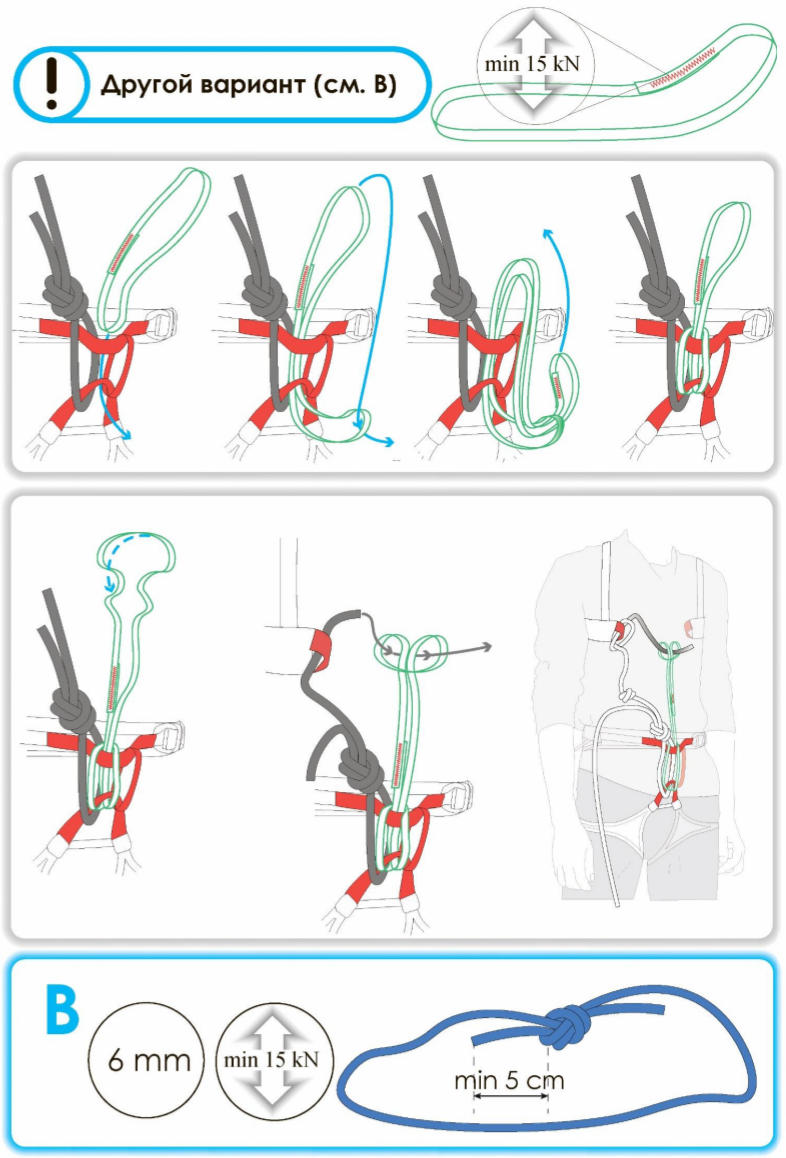 ! Другой вариант (см. В)
min 15 kN
В
6 mm
min 15 kN
min 5 cm